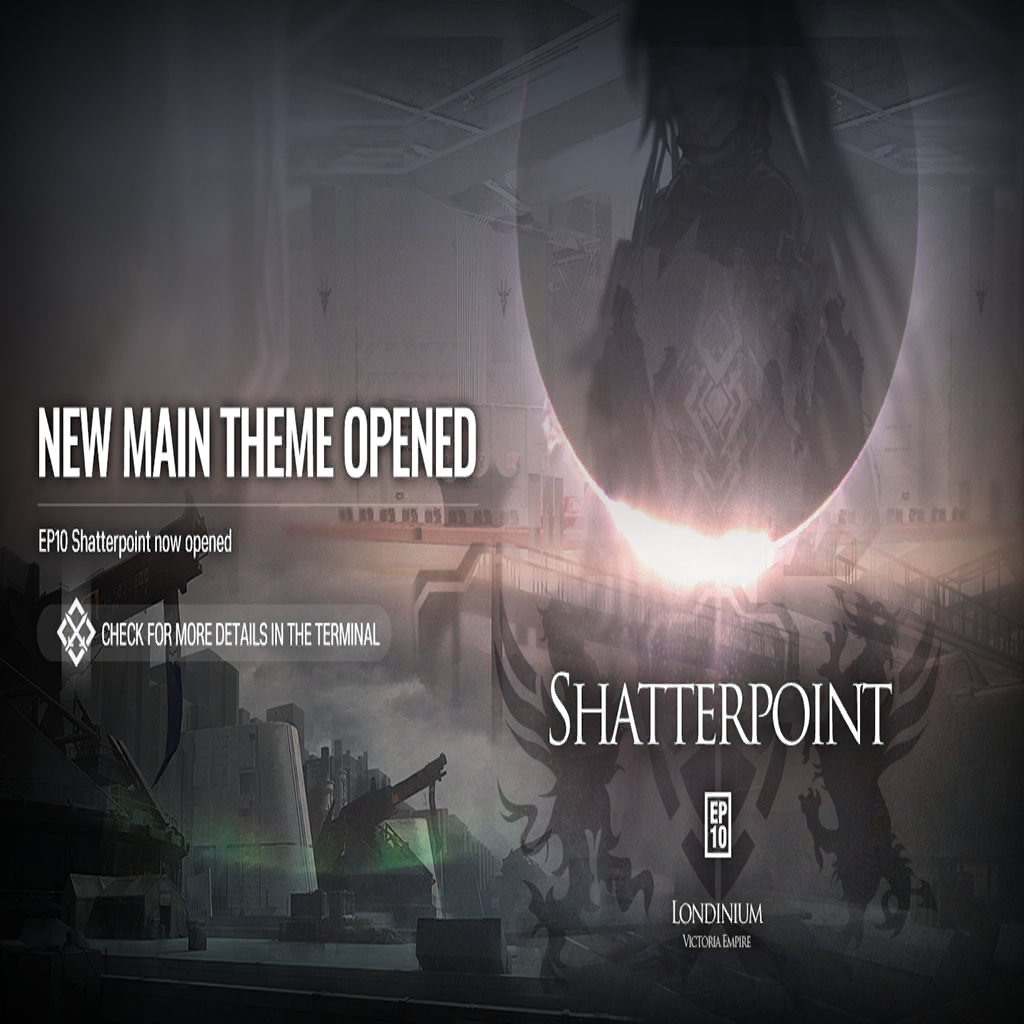 NEW MAIN THEME OPENED
EP10 Shatterpoint now opened
CHECK FOR MORE DETAILS IN THE TERMINAL
SHATTERPOINT
EP
10
LONDINIUM
VICTORIA EMPIRE